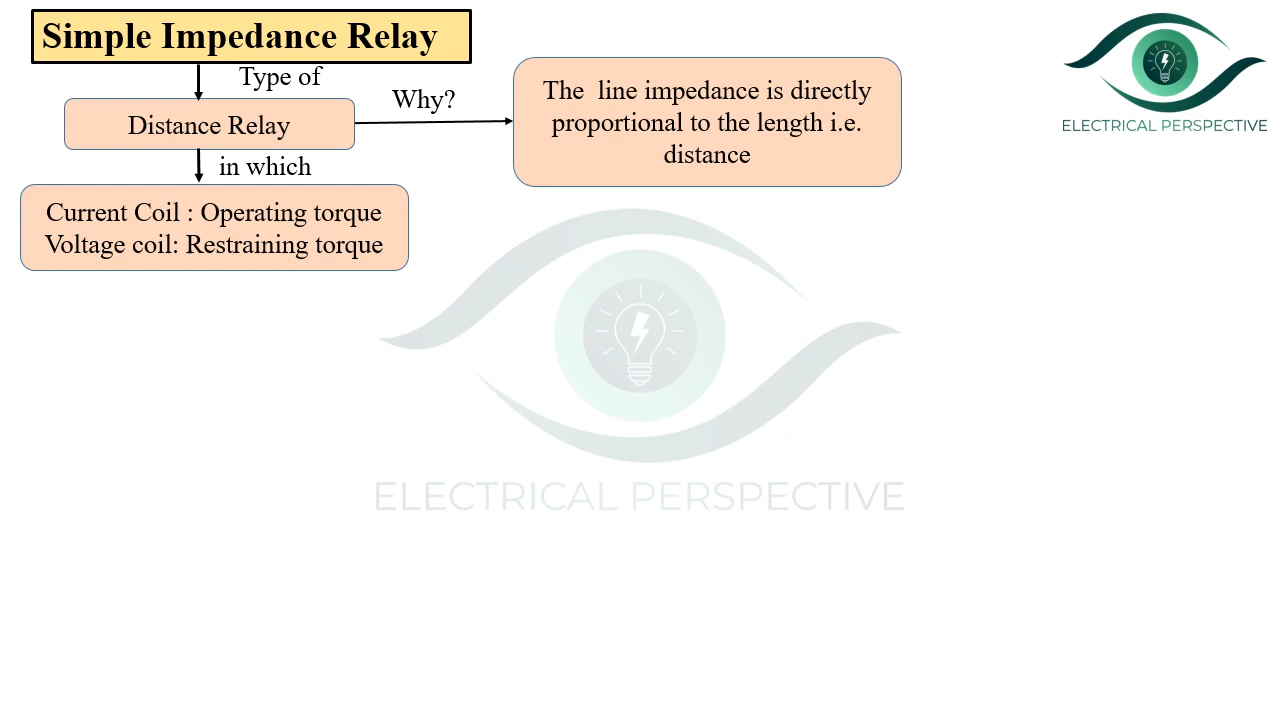 Simple Impedance Relay
Type of
Distance Relay
Why?
The line impedance is directly
proportional to the length i.e.
distance
in which
Current Coil : Operating torque
Voltage coil: Restraining torque
ELECTRICAL PERSPECTIVE
ELECTRICAL PERSPECTIVE